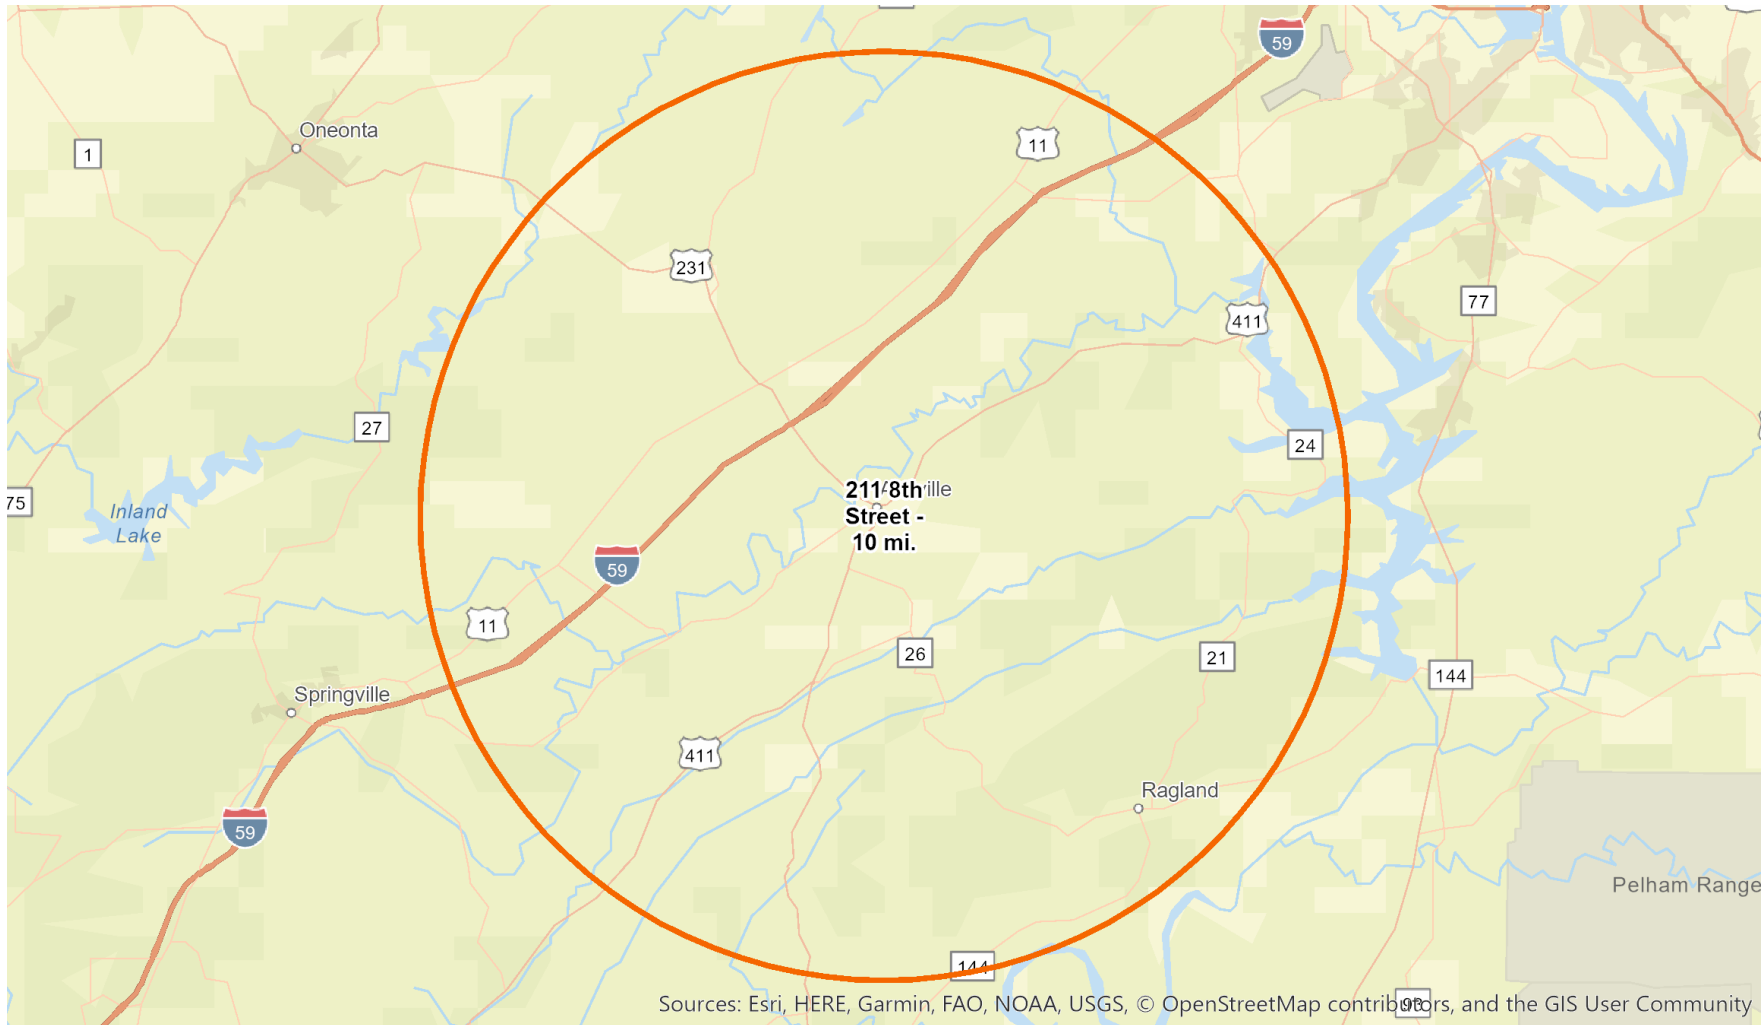 59
Oneonta
1
11
231
77
411
27
24
211 8th ville
Street -
10 mi.
75
Inland
Lake
59
11
26
21
144
Springville
411
Ragland
59
Pelham Range
144
Sources: Esri, HERE, Garmin, FAO, NOAA, USGS, © OpenStreetMap contributors, and the GIS User Community